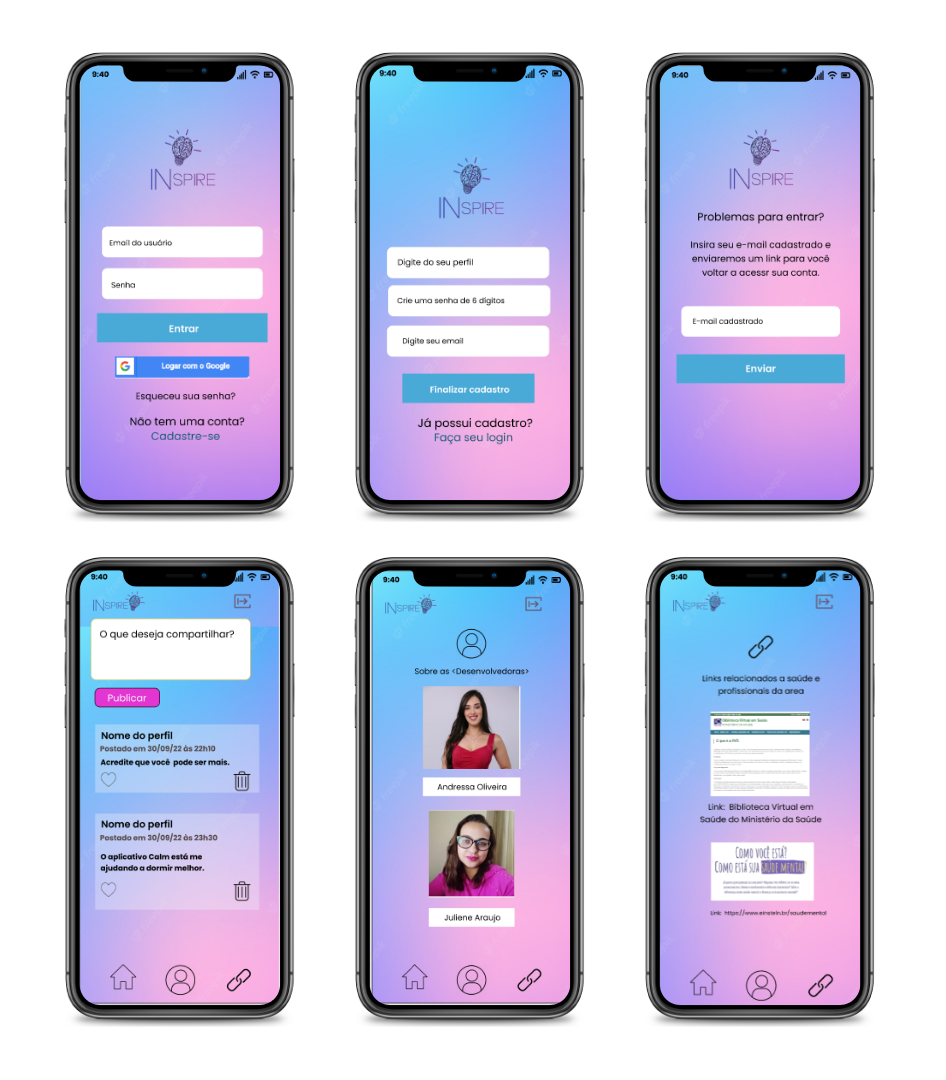 9:40
INSPIRE
Email do usuário
Senha
Entrar
G
Logar com o Google
Esqueceu sua senha?
Não tem uma conta?
Cadastre-se
9:40
INSPIRE
Digite do seu perfil
Crie uma senha de 6 dígitos
Digite seu email
Finalizar cadastro
Já possui cadastro?
Faça seu login
9:40
INSPIRE
Problemas para entrar?
Insira seu e-mail cadastrado e
enviaremos um link para você
voltar a acessr sua conta.
E-mail cadastrado
Enviar
9:40
INSPIRE
O que deseja compartilhar?
Publicar
Nome do perfil
Postado em 30/09/22 às 22h10
Acredite que você pode ser mais.
Nome do perfil
Postado em 30/09/22 às 23h30
O aplicativo Calm está me
ajudando a dormir melhor.
9:40
INSPIRE
Sobre as <Desenvolvedoras>
Andressa Oliveira
Juliene Araujo
9:40
INSPIRE
Links relacionados a saúde e
profissionais da area
Biblioteca Virtual em Saúde
Link: Biblioteca Virtual em
Saúde do Ministério da Saúde
COMO VOCÊ ESTÁ?
COMO ESTÁ SUA SAÚDE MENTAL?
Link: https://www.einstein.br/saudemental